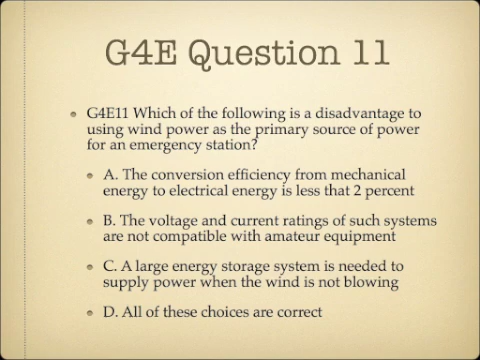 G4E Question 11
G4E11 Which of the following is a disadvantage to
using wind power as the primary source of power
for an emergency station?
A. The conversion efficiency from mechanical
energy to electrical energy is less that 2 percent
B. The voltage and current ratings of such systems
are not compatible with amateur equipment
C. A large energy storage system is needed to
supply power when the wind is not blowing
D. All of these choices are correct